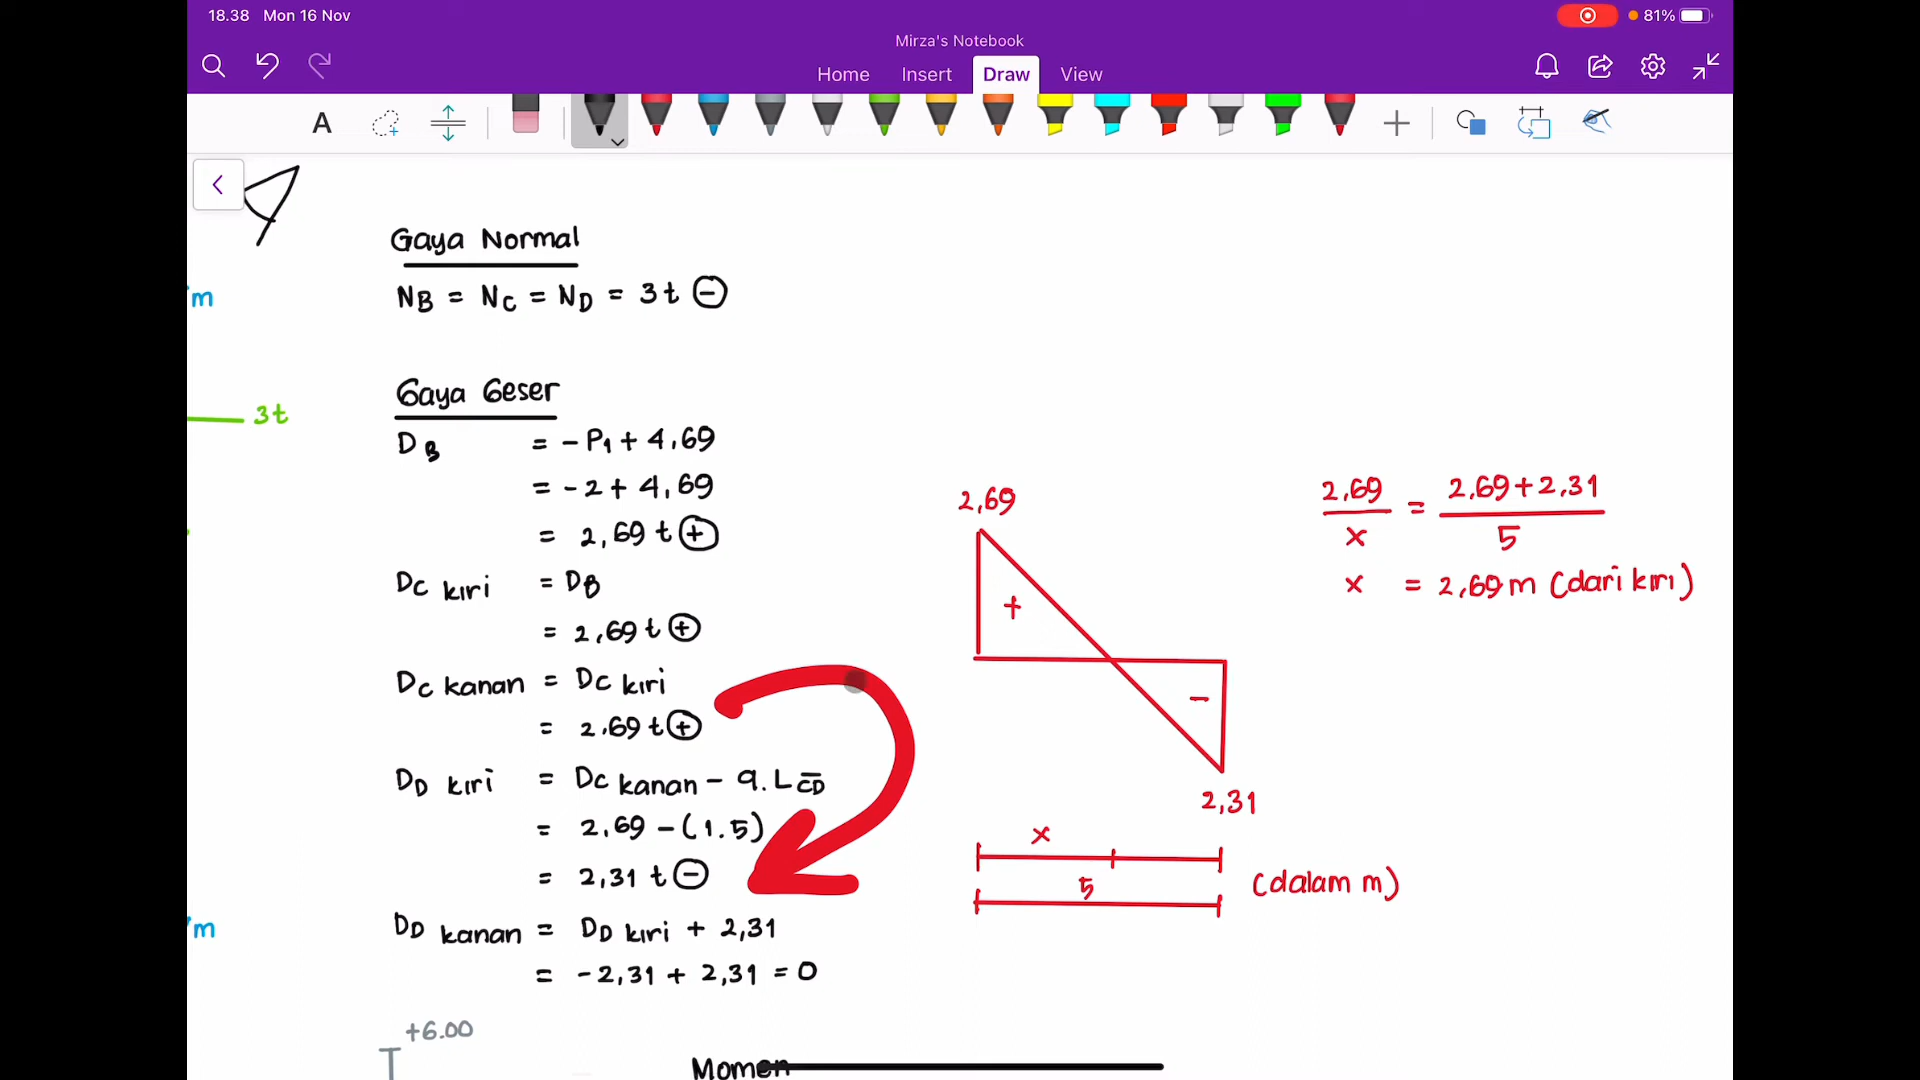 18.38 Mon 16 Nov
81%
Mirza's Notebook
Home Insert Draw View
A
Gaya Normal
NB = NC = ND = 3t ⊖
'm
3t
Gaya Geser
DB = -P1 + 4,69
= -2 + 4,69
= 2,69 t ⊕
DC kiri = DB
= 2,69 t ⊕
DC kanan = DC kiri
= 2,69 t ⊕
DD kiri = DC kanan - q. L CD
= 2,69 - (1.5)
= 2,31 t ⊖
DD kanan = DD kiri + 2,31
= -2,31 + 2,31 = 0
'm
+6.00
Momen
2,69
+
-
2,31
x
5
(dalam m)
2,69 / x = 2,69+2,31 / 5
x = 2,69 m (dari kiri)